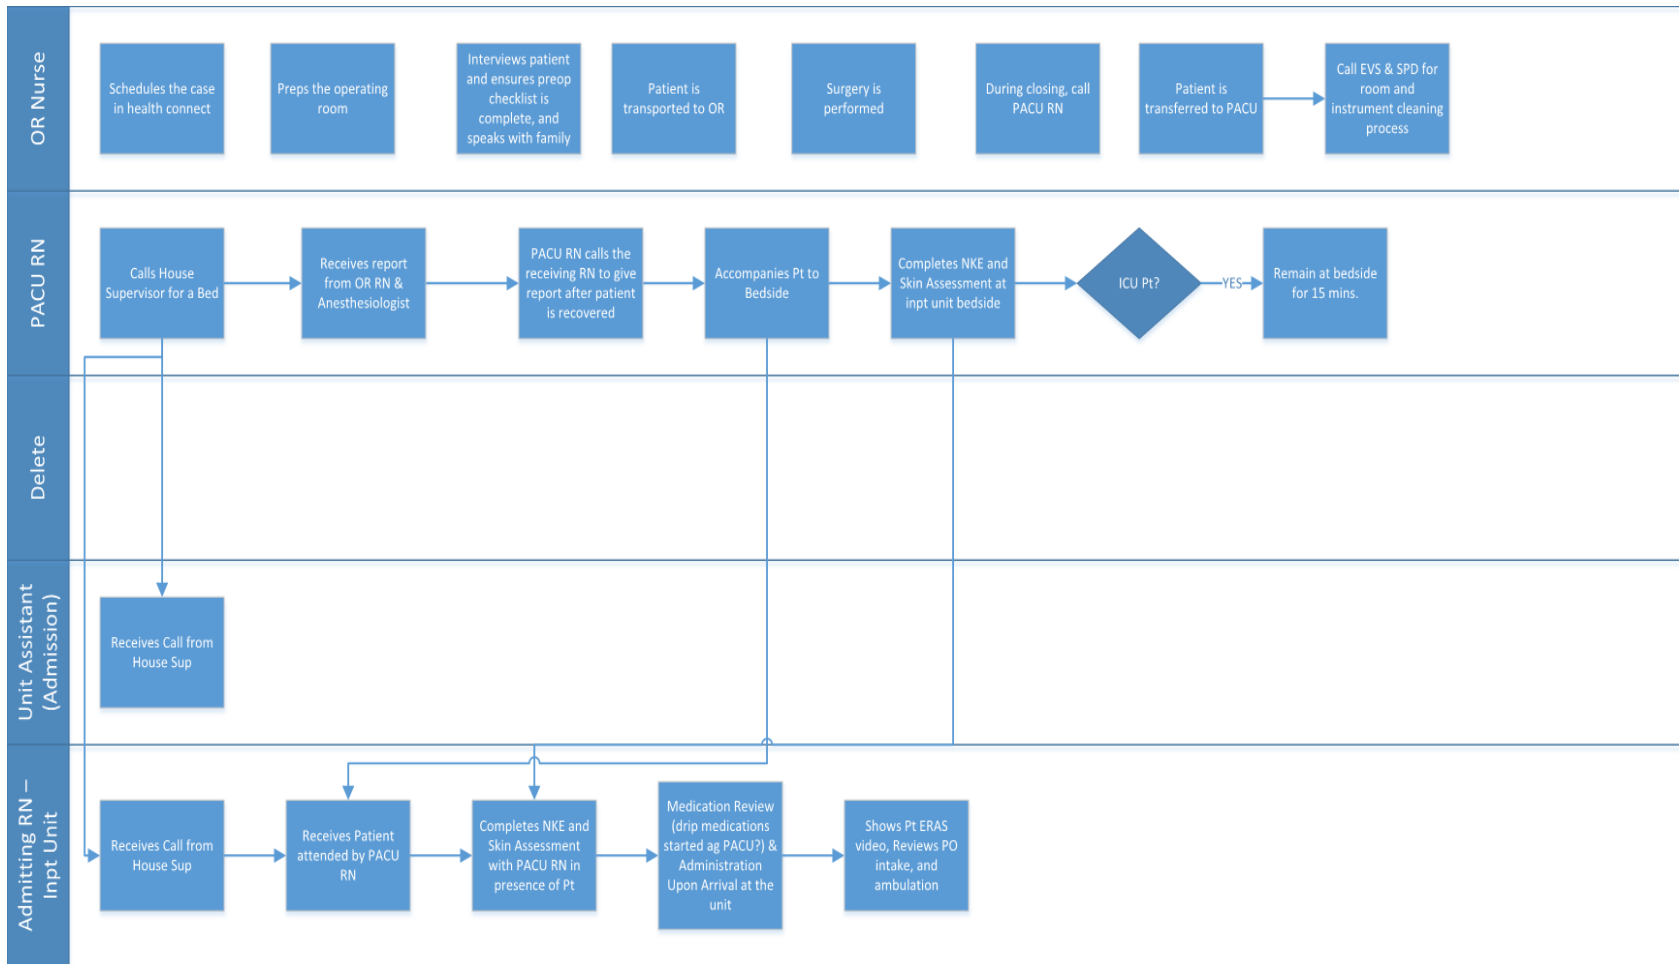 OR Nurse
Schedules the case
in health connect
Preps the operating
room
Interviews patient
and ensures preop
checklist is
complete, and
speaks with family
Patient is
transported to OR
Surgery is
performed
During closing, call
PACU RN
Patient is
transferred to PACU
Call EVS & SPD for
room and
instrument cleaning
process
PACU RN
Calls House
Supervisor for a Bed
Receives report
from OR RN &
Anesthesiologist
PACU RN calls the
receiving RN to give
report after patient
is recovered
Accompanies Pt to
Bedside
Completes NKE and
Skin Assessment at
inpt unit bedside
ICU Pt?
YES
Remain at bedside
for 15 mins.
Delete
Unit Assistant
(Admission)
Receives Call from
House Sup
Admitting RN –
Inpt Unit
Receives Call from
House Sup
Receives Patient
attended by PACU
RN
Completes NKE and
Skin Assessment
with PACU RN in
presence of Pt
Medication Review
(drip medications
started ag PACU?) &
Administration
Upon Arrival at the
unit
Shows Pt ERAS
video, Reviews PO
intake, and
ambulation